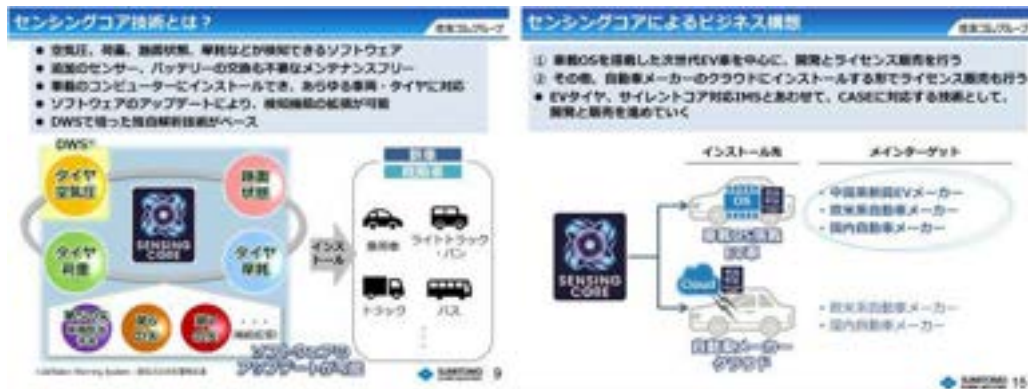 センシングコア技術とは？
住友ゴムグループ
● 空気圧、荷重、路面状態、摩耗などが検知できるソフトウェア
● 追加のセンサー、バッテリーの交換も不要なメンテナンスフリー
● 車載のコンピューターにインストールでき、あらゆる車両・タイヤに対応
● ソフトウェアのアップデートにより、検知機能の拡張が可能
● DWSで培った独自解析技術がベース
DWS
タイヤ
空気圧
路面
状態
SENSING
CORE
タイヤ
荷重
タイヤ
摩耗
インス
トール
乗用車
ライトトラック
・バン
トラック
バス
ソフトウェアの
アップデートが可能
SUMITOMO
9
センシングコアによるビジネス構想
住友ゴムグループ
① 車載OSを搭載した次世代EV車を中心に、開発とライセンス販売を行う
② その他、自動車メーカーのクラウドにインストールする形でライセンス販売も行う
● EVタイヤ、サイレントコア対応IMSとあわせて、CASEに対応する技術として、
開発と販売を進めていく
インストール先
メインターゲット
OS
車載OS搭載
EV車
・中国系新興EVメーカー
・欧米系自動車メーカー
・国内自動車メーカー
SENSING
CORE
Cloud
自動車メーカー
クラウド
・欧米系自動車メーカー
・国内自動車メーカー
SUMITOMO